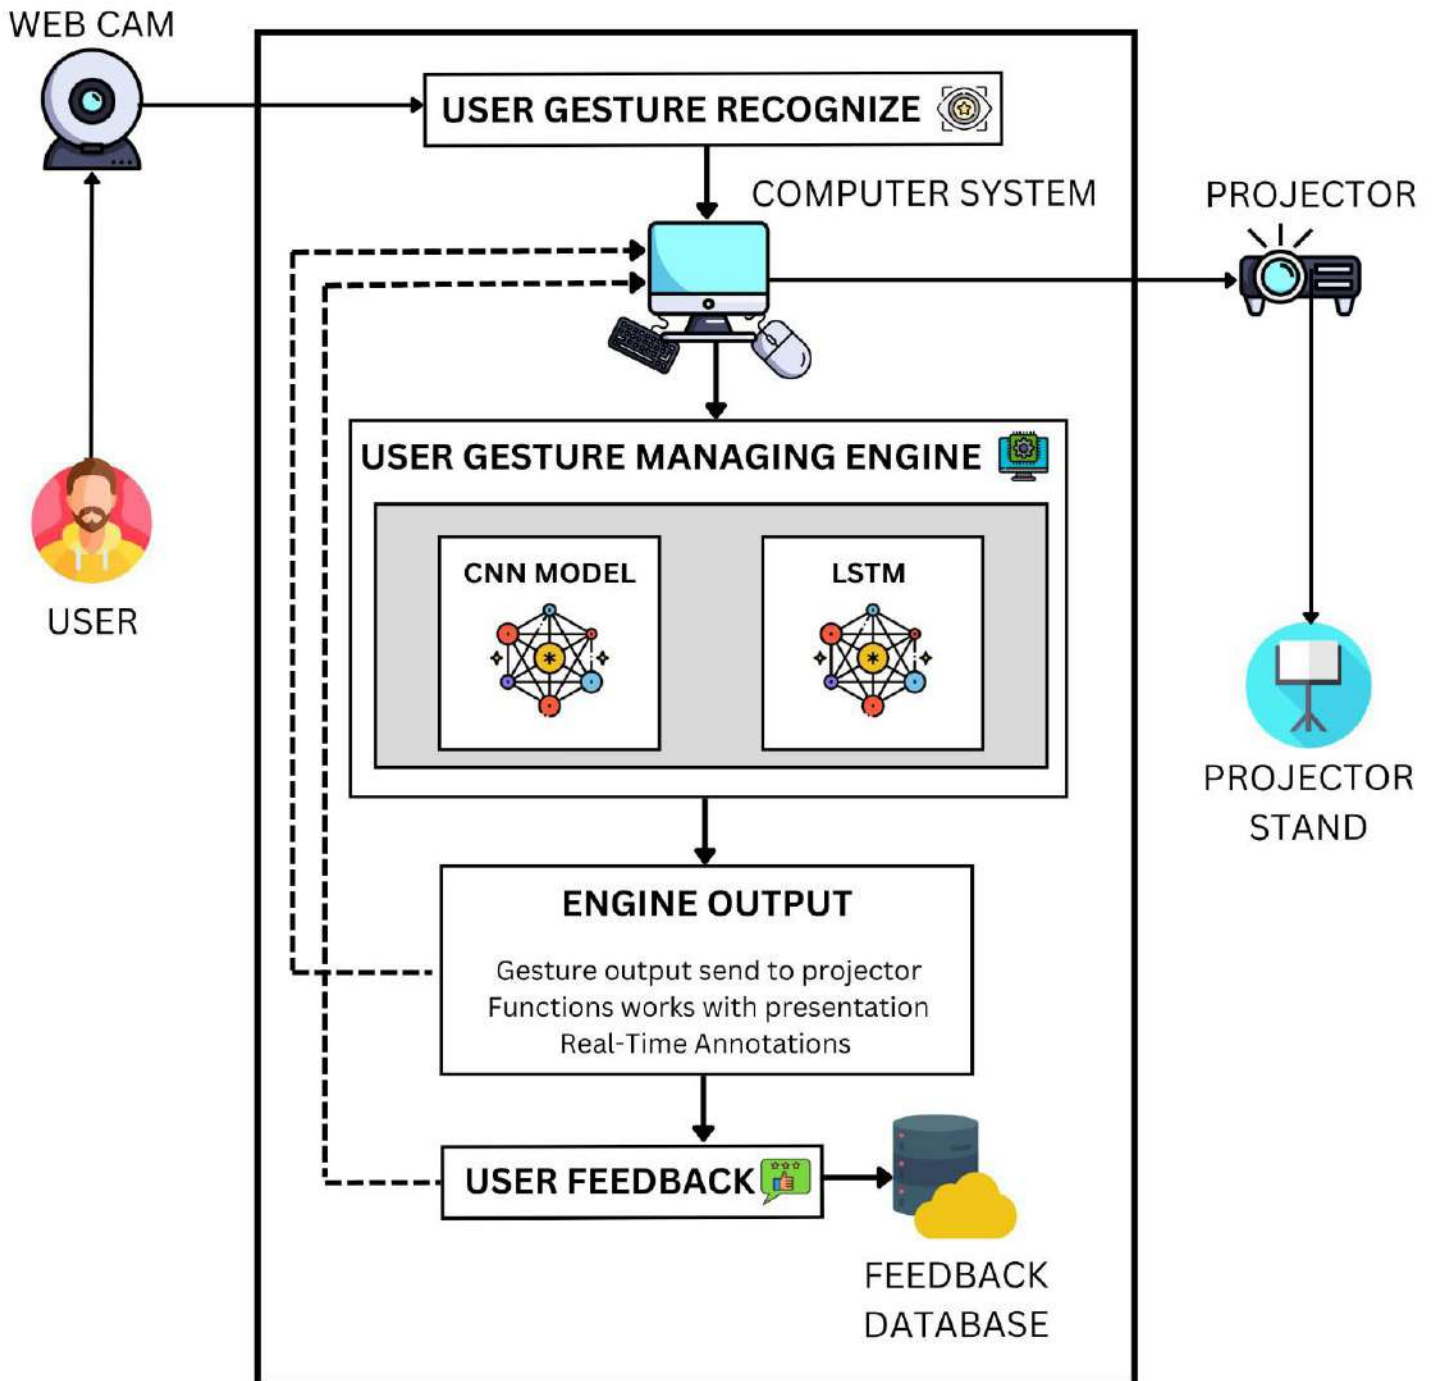 WEB CAM
USER GESTURE RECOGNIZE
COMPUTER SYSTEM
PROJECTOR
USER GESTURE MANAGING ENGINE
CNN MODEL
LSTM
USER
PROJECTOR
STAND
ENGINE OUTPUT
Gesture output send to projector
Functions works with presentation
Real-Time Annotations
USER FEEDBACK
FEEDBACK
DATABASE